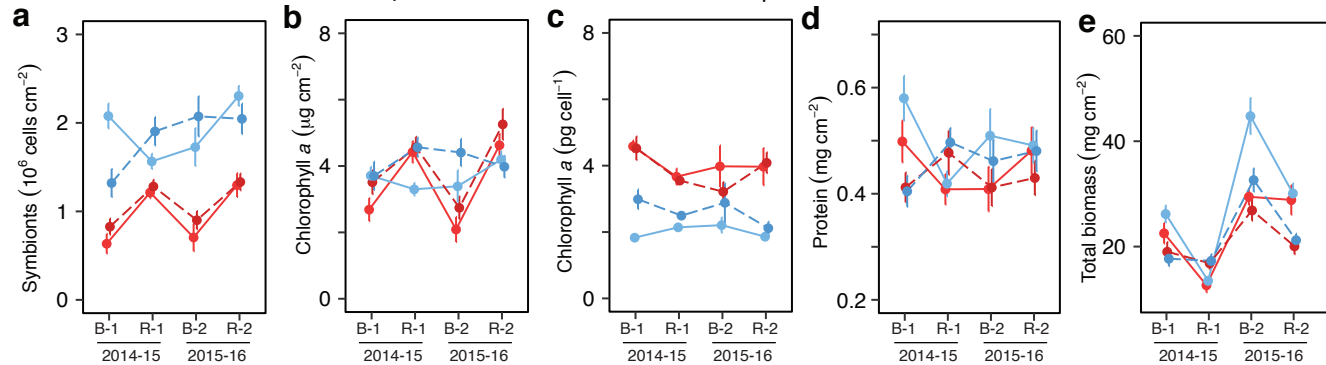 a
Symbionts (10⁶ cells cm⁻²)
3
2
1
0
B-1 R-1 B-2 R-2
2014-15 2015-16
b
Chlorophyll a (µg cm⁻²)
8
4
0
B-1 R-1 B-2 R-2
2014-15 2015-16
c
Chlorophyll a (pg cell⁻¹)
8
4
0
B-1 R-1 B-2 R-2
2014-15 2015-16
d
Protein (mg cm⁻²)
0.6
0.4
0.2
B-1 R-1 B-2 R-2
2014-15 2015-16
e
Total biomass (mg cm⁻²)
60
40
20
B-1 R-1 B-2 R-2
2014-15 2015-16